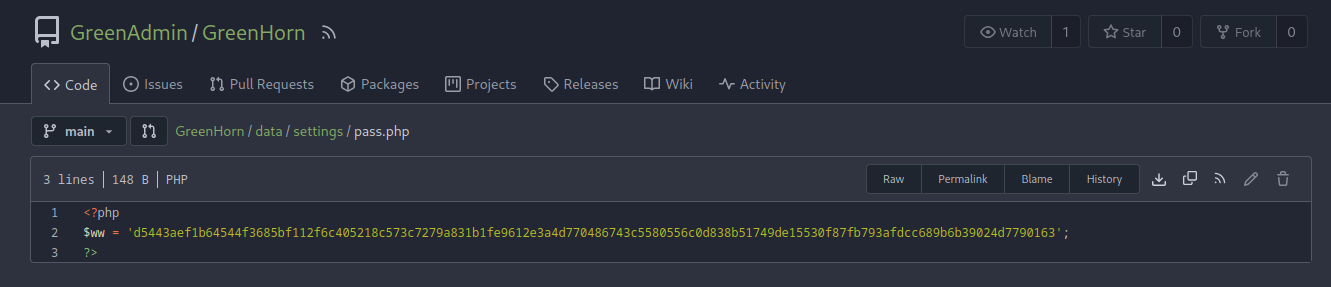 GreenAdmin / GreenHorn
Watch 1 Star 0 Fork 0
Code Issues Pull Requests Packages Projects Releases Wiki Activity
main GreenHorn / data / settings / pass.php
3 lines 148 B PHP Raw Permalink Blame History
1 <?php
2 $ww = 'd5443aef1b64544f3685bf112f6c405218c573c7279a831b1fe9612e3a4d770486743c5580556c0d838b51749de15530f87fb793afdcc689b6b39024d7790163';
3 ?>